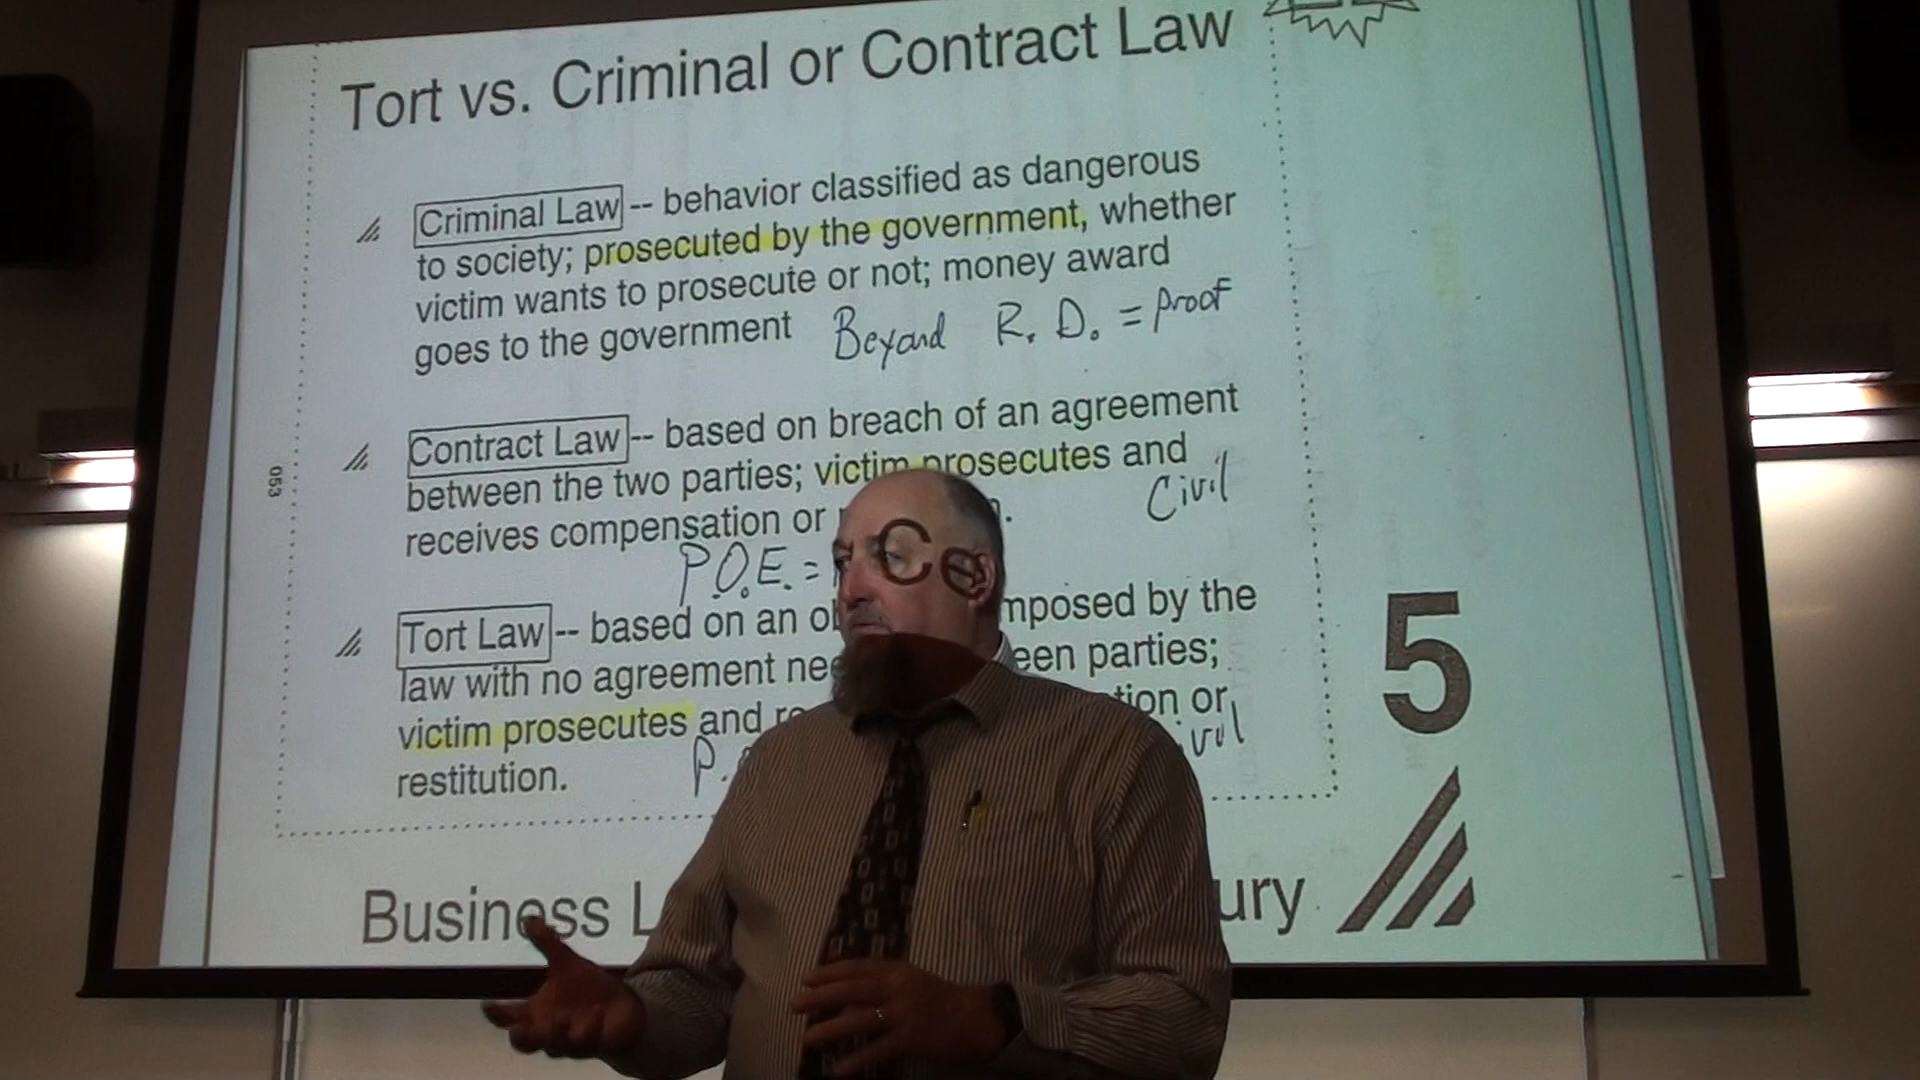 Tort vs. Criminal or Contract Law
Criminal Law -- behavior classified as dangerous
to society; prosecuted by the government, whether
victim wants to prosecute or not; money award
goes to the government Beyond R. D. = proof
Contract Law -- based on breach of an agreement
between the two parties; victim prosecutes and
receives compensation or
Civil
P.O.E. =
Tort Law -- based on an
mposed by the
law with no agreement
een parties;
victim prosecutes and
tion or
restitution.
P.
vil
053
5
Business L
Ce
ury